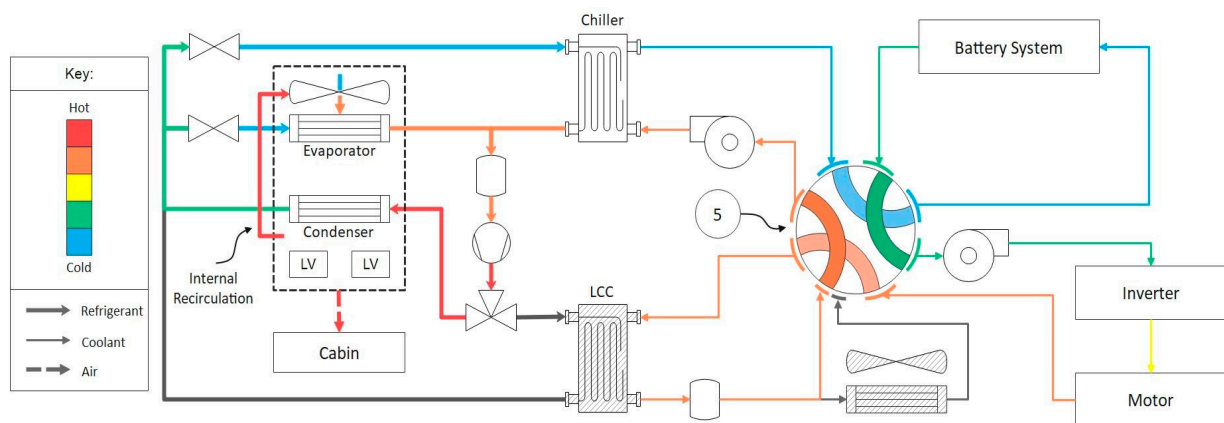 Key:
Hot
Cold
Refrigerant
Coolant
Air
Chiller
Battery System
Evaporator
Condenser
Internal
Recirculation
LV LV
Cabin
LCC
5
Inverter
Motor